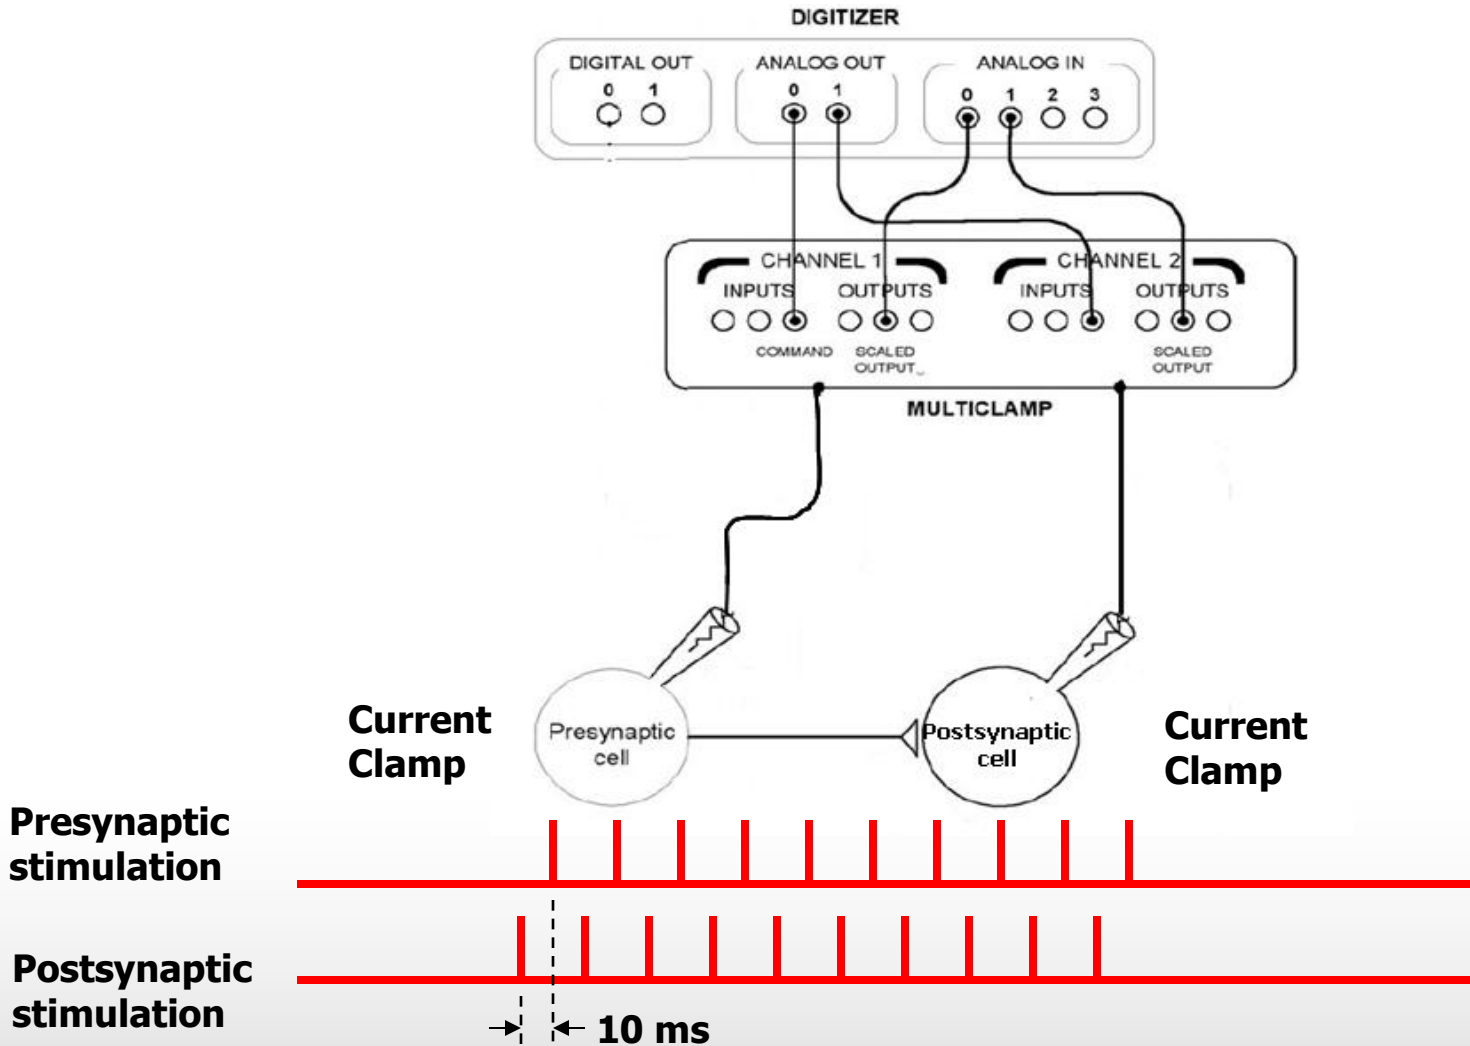 DIGITIZER
DIGITAL OUT
0 1
ANALOG OUT
0 1
ANALOG IN
0 1 2 3
CHANNEL 1
INPUTS OUTPUTS
COMMAND
SCALED
OUTPUT
CHANNEL 2
INPUTS OUTPUTS
SCALED
OUTPUT
MULTICLAMP
Current
Clamp
Presynaptic
cell
Postsynaptic
cell
Current
Clamp
Presynaptic
stimulation
Postsynaptic
stimulation
10 ms